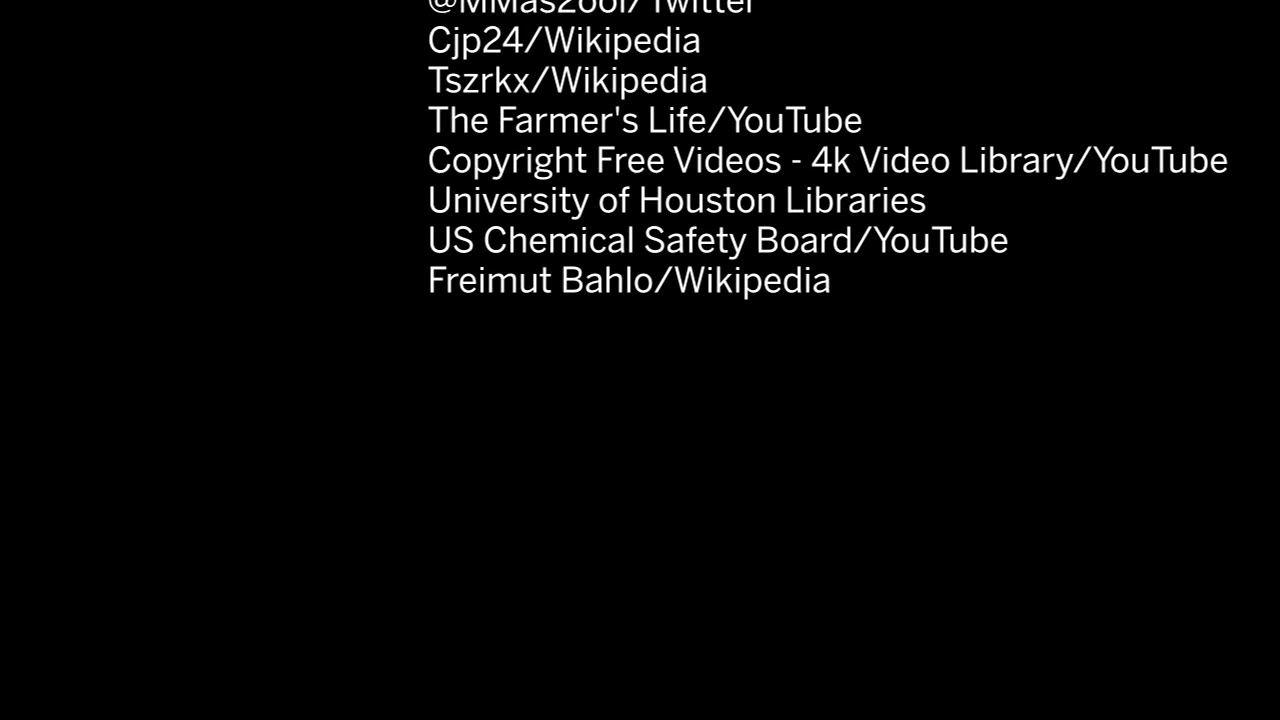 Cjp24/Wikipedia
Tszrkx/Wikipedia
The Farmer's Life/YouTube
Copyright Free Videos - 4k Video Library/YouTube
University of Houston Libraries
US Chemical Safety Board/YouTube
Freimut Bahlo/Wikipedia